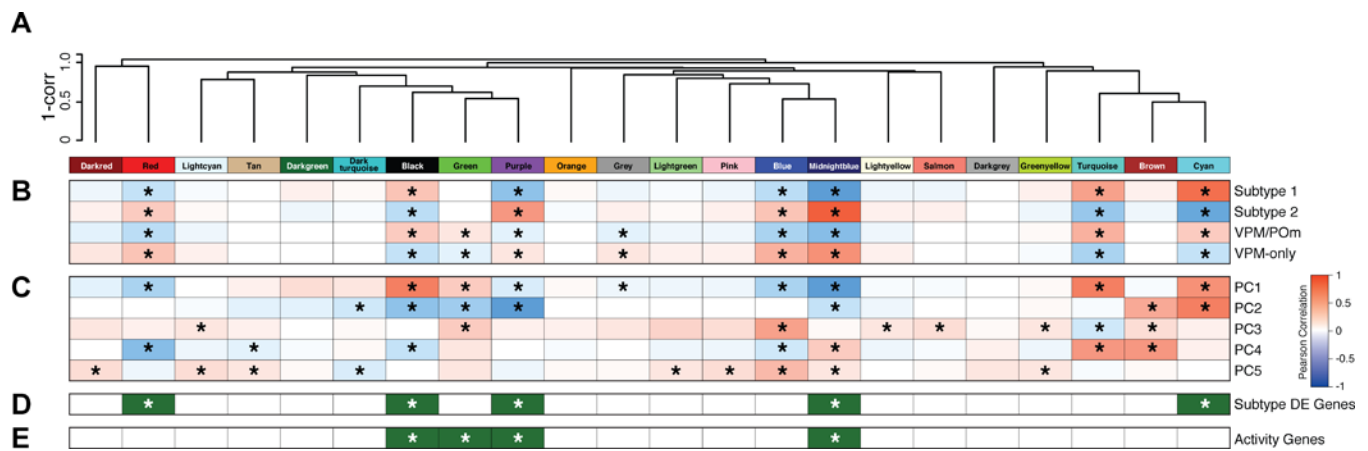 A
1-corr
1.0
0.5
0
Darkred Red Lightcyan Tan Darkgreen Dark turquoise Black Green Purple Orange Grey Lightgreen Pink Blue Midnightblue Lightyellow Salmon Darkgrey Greenyellow Turquoise Brown Cyan
B
* * * * * * * Subtype 1
* * * * * * * Subtype 2
* * * * * * * * * VPM/POm
* * * * * * * * * VPM-only
C
* * * * * * * * * PC1
* * * * * * * PC2
* * * * * * * * PC3
* * * * * * * PC4
* * * * * * * * * PC5
Pearson Correlation
1
0.5
0
-0.5
-1
D
* * * * * Subtype DE Genes
E
* * * * Activity Genes